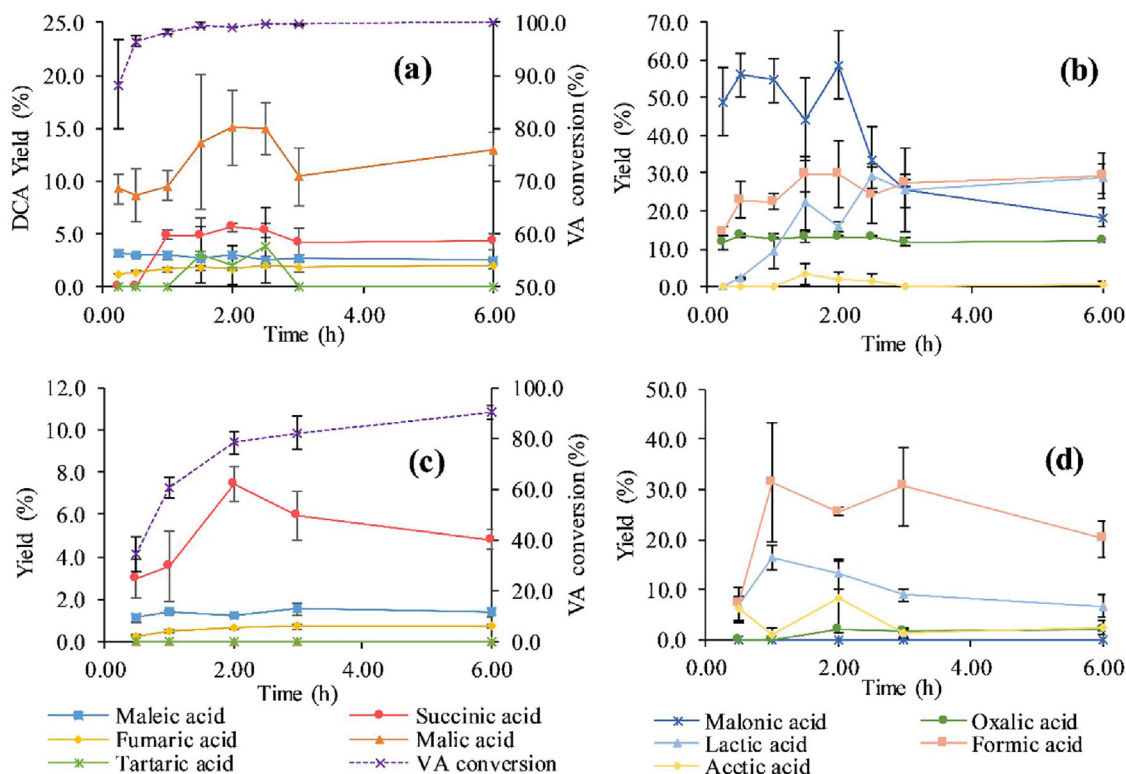 (a)
DCA Yield (%)
25.0
20.0
15.0
10.0
5.0
0.0
VA conversion (%)
100.0
90.0
80.0
70.0
60.0
50.0
0.00 2.00 4.00 6.00
Time (h)
(b)
Yield (%)
70.0
60.0
50.0
40.0
30.0
20.0
10.0
0.0
0.00 2.00 4.00 6.00
Time (h)
(c)
Yield (%)
12.0
10.0
8.0
6.0
4.0
2.0
0.0
VA conversion (%)
100.0
80.0
60.0
40.0
20.0
0.0
0.00 2.00 4.00 6.00
Time (h)
(d)
Yield (%)
50.0
40.0
30.0
20.0
10.0
0.0
0.00 2.00 4.00 6.00
Time (h)
Maleic acid Succinic acid
Fumaric acid Malic acid
Tartaric acid VA conversion
Malonic acid Oxalic acid
Lactic acid Formic acid
Acetic acid